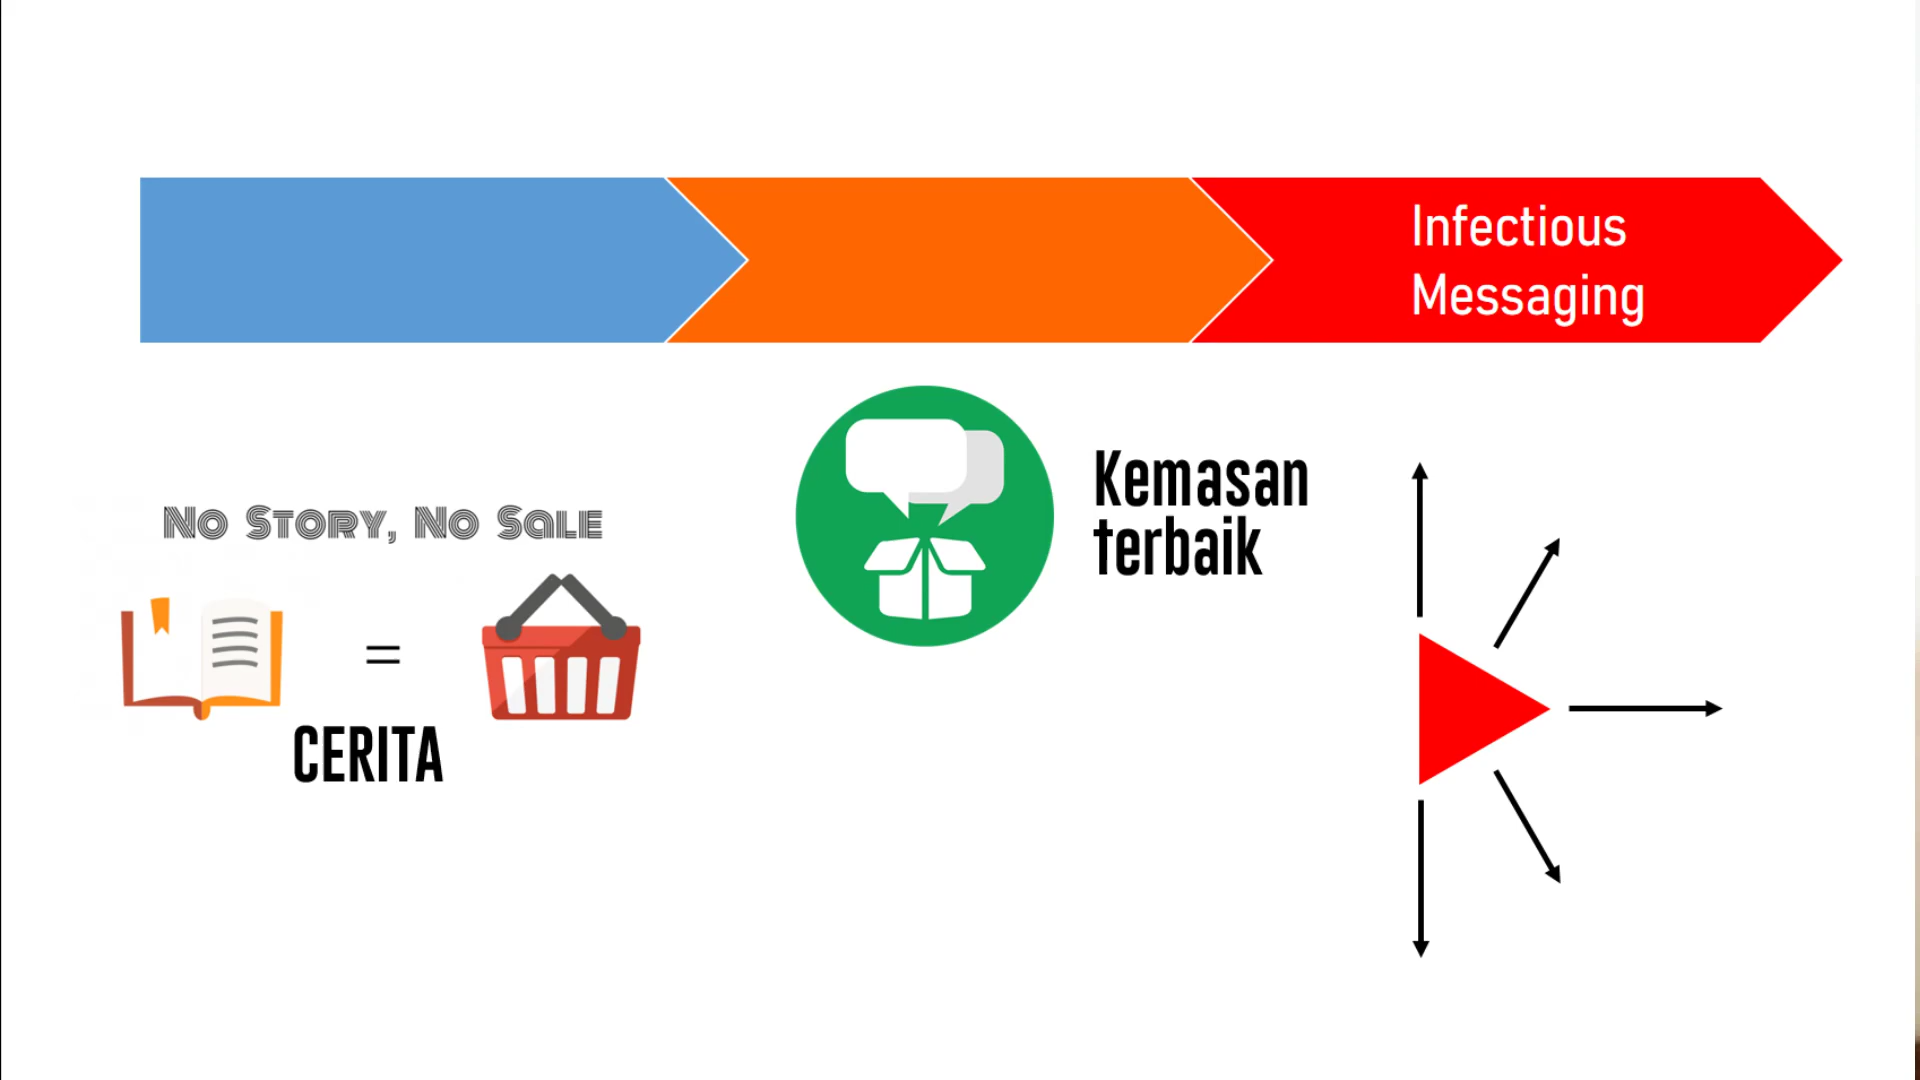 Infectious
Messaging
No Story, No Sale
=
CERITA
Kemasan
terbaik